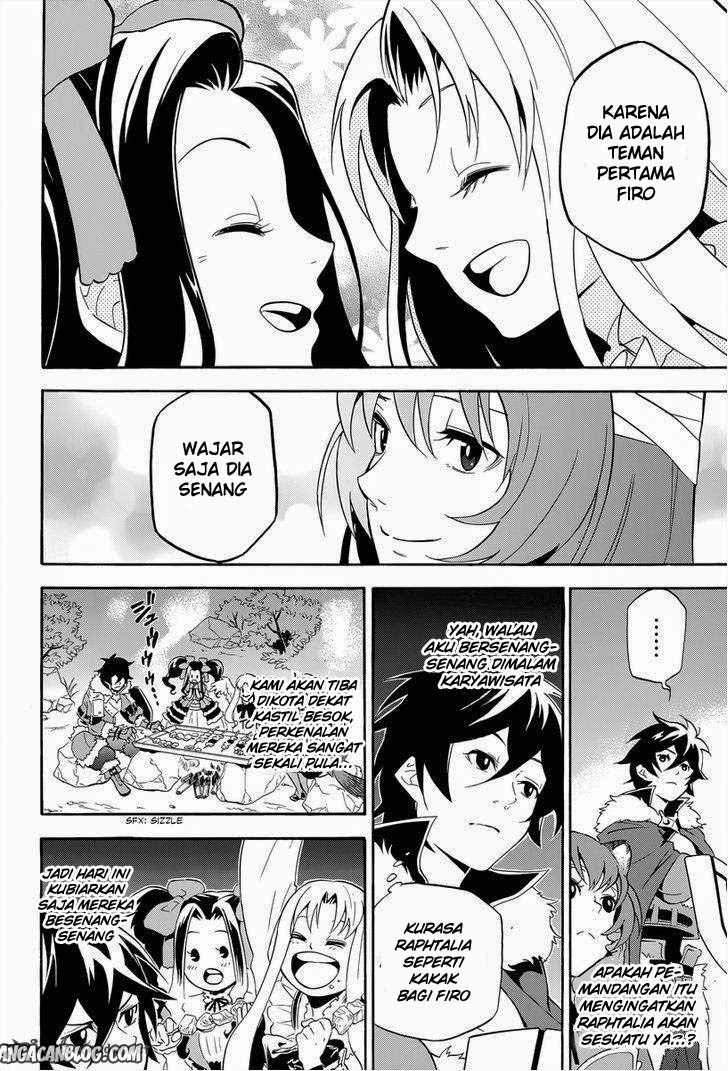 KARENA
DIA ADALAH
TEMAN
PERTAMA
FIRO
WAJAR
SAJA DIA
SENANG
......
APAKAH PE-
MANDANGAN ITU
MENGINGATKAN
RAPHTALIA AKAN
SESUATU YA?..?
YAH, WALAU
AKU BERSENANG-
SENANG DIMALAM
KARYAWISATA
KURASA
RAPHTALIA
SEPERTI
KAKAK
BAGI FIRO
KAMI AKAN TIBA
DIKOTA DEKAT
KASTIL BESOK,
PERKENALAN
MEREKA SANGAT
SEKALI PULA...
SFX: SIZZLE
JADI HARI INI
KUBIARKAN
SAJA MEREKA
BESENANG-
SENANG
ANGACANBLOG.COM